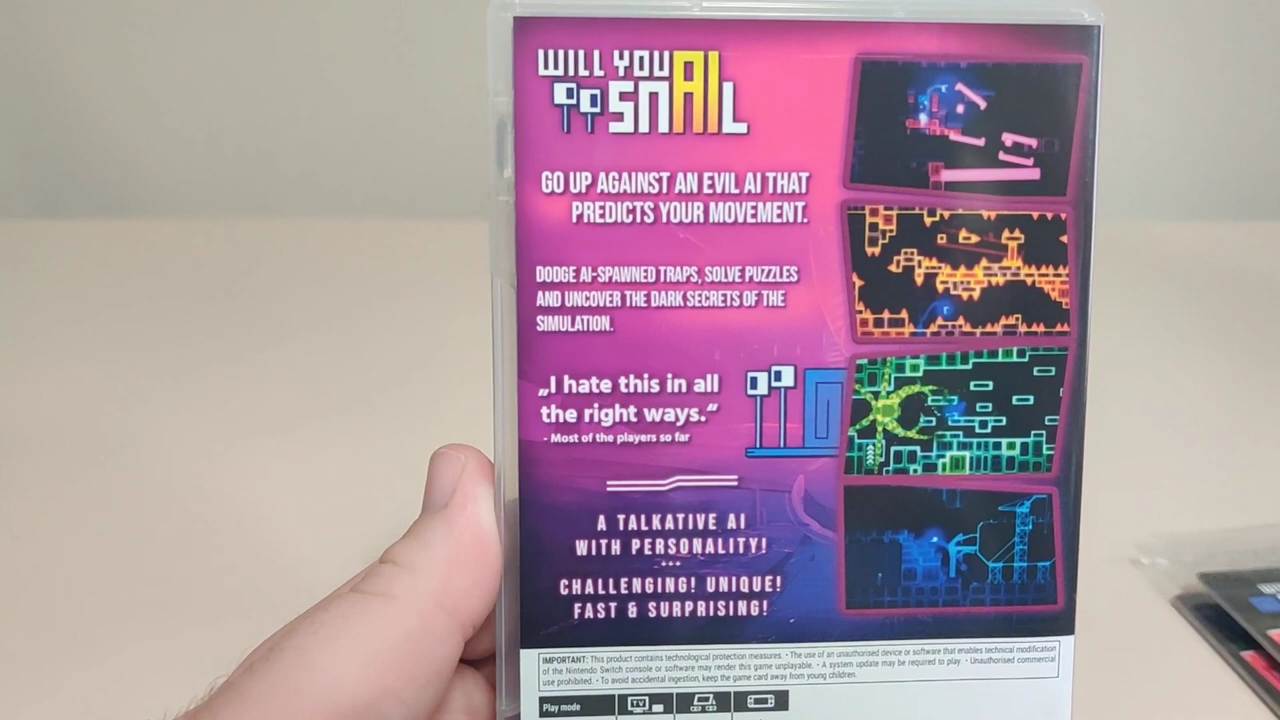 WILL YOU
SNAIL
GO UP AGAINST AN EVIL AI THAT
PREDICTS YOUR MOVEMENT.
DODGE AI-SPAWNED TRAPS, SOLVE PUZZLES
AND UNCOVER THE DARK SECRETS OF THE
SIMULATION.
„I hate this in all
the right ways.“
- Most of the players so far
A TALKATIVE AI
WITH PERSONALITY!
+++
CHALLENGING! UNIQUE!
FAST & SURPRISING!
IMPORTANT: This product contains technological protection measures. • The use of an unauthorised device or software that enables technical modification
of the Nintendo Switch console or software may render this game unplayable. • A system update may be required to play. • Unauthorised commercial
use prohibited. • To avoid accidental ingestion, keep the game card away from young children.
Play mode
TV